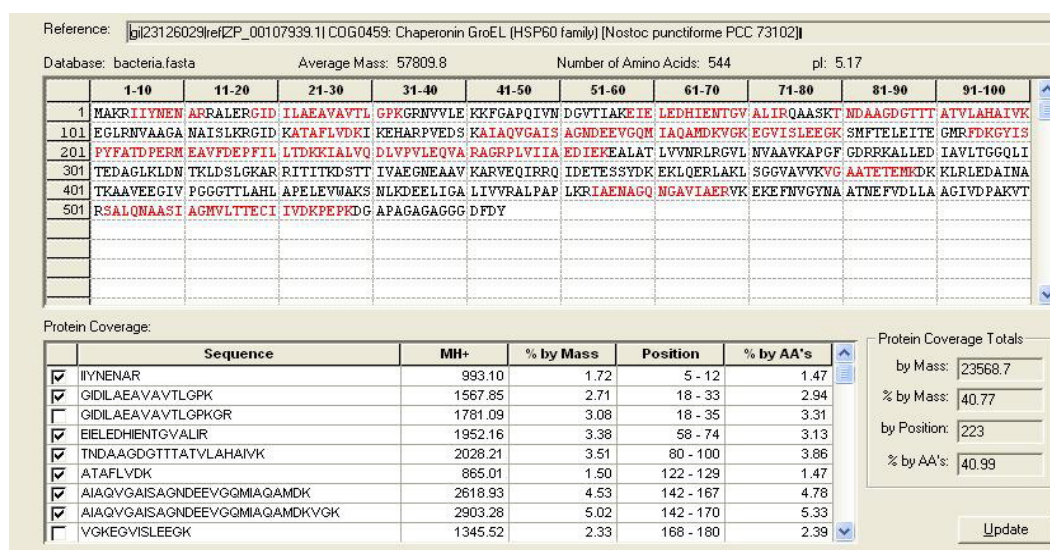 Reference: gi|23126029|ref|ZP_00107939.1| COG0459: Chaperonin GroEL (HSP60 family) [Nostoc punctiforme PCC 73102]
Database: bacteria.fasta Average Mass: 57809.8 Number of Amino Acids: 544 pI: 5.17
1-10 11-20 21-30 31-40 41-50 51-60 61-70 71-80 81-90 91-100
1 MAKRIIYNEN ARRALERGID ILAEAVAVTL GPKGRNVVLE KKFGAPQIVN DGVTIAKEIE LEDHIENTGV ALIRQAASKT NDAAGDGTTT ATVLAHAIVK
101 EGLRNVAAGA NAISLKRGID KATAFLVDKI KEHARPVEDS KAIAQVGAIS AGNDEEVGQM IAQAMDKVGK EGVISLEEGK SMFTELEITE GMRFDKGYIS
201 PYFATDPERM EAVFDEPFIL LTDKKIALVQ DLVPVLEQVA RAGRPLVIIA EDIEKEALAT LVVNRLRGVL NVAAVKAPGF GDRRKALLED IAVLTGGQLI
301 TEDAGLKLDN TKLDSLGKAR RITITKDSTT IVAEGNEAAV KARVEQIRRQ IDETESSYDK EKLQERLAKL SGGVAVVKVG AATETEMKDK KLRLEDAINA
401 TKAAVEEGIV PGGGTTLAHL APELEVWAKS NLKDEELIGA LIVVRALPAP LKRIAENAGQ NGAVIAERVK EKEFNVGYNA ATNEFVDLLA AGIVDPAKVT
501 RSALQNAASI AGMVLTTECI IVDKPEPKDG APAGAGAGGG DFDY
Protein Coverage:
Sequence MH+ % by Mass Position % by AA's
IIYNENAR 993.10 1.72 5 - 12 1.47
GIDILAEAVAVTLGPK 1567.85 2.71 18 - 33 2.94
GIDILAEAVAVTLGPKGR 1781.09 3.08 18 - 35 3.31
EIELEDHIENTGVALIR 1952.16 3.38 58 - 74 3.13
TNDAAGDGTTTATVLAHAIVK 2028.21 3.51 80 - 100 3.86
ATAFLVDK 865.01 1.50 122 - 129 1.47
AIAQVGAISAGNDEEVGQMIAQAMDK 2618.93 4.53 142 - 167 4.78
AIAQVGAISAGNDEEVGQMIAQAMDKVGK 2903.28 5.02 142 - 170 5.33
VGKEGVISLEEGK 1345.52 2.33 168 - 180 2.39
Protein Coverage Totals
by Mass: 23568.7
% by Mass: 40.77
by Position: 223
% by AA's: 40.99
Update